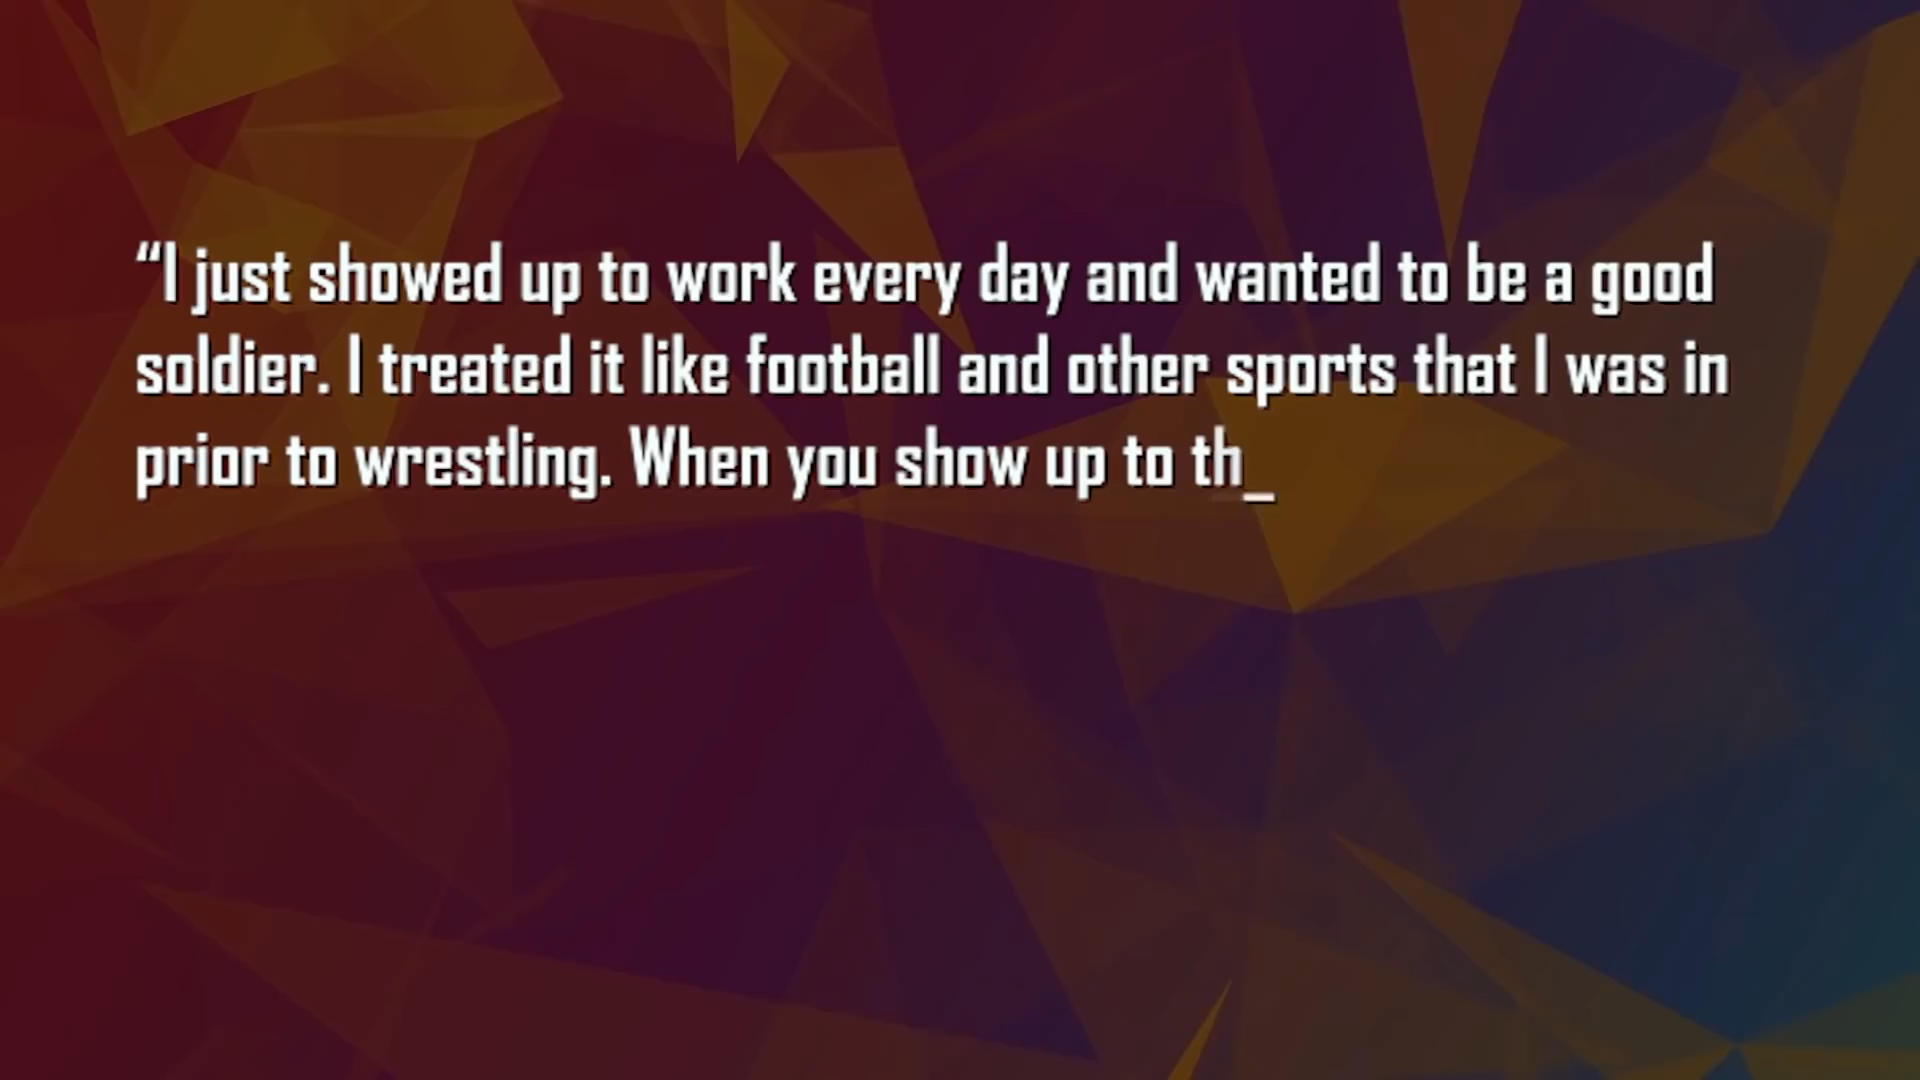 “I just showed up to work every day and wanted to be a good
soldier. I treated it like football and other sports that I was in
prior to wrestling. When you show up to th_